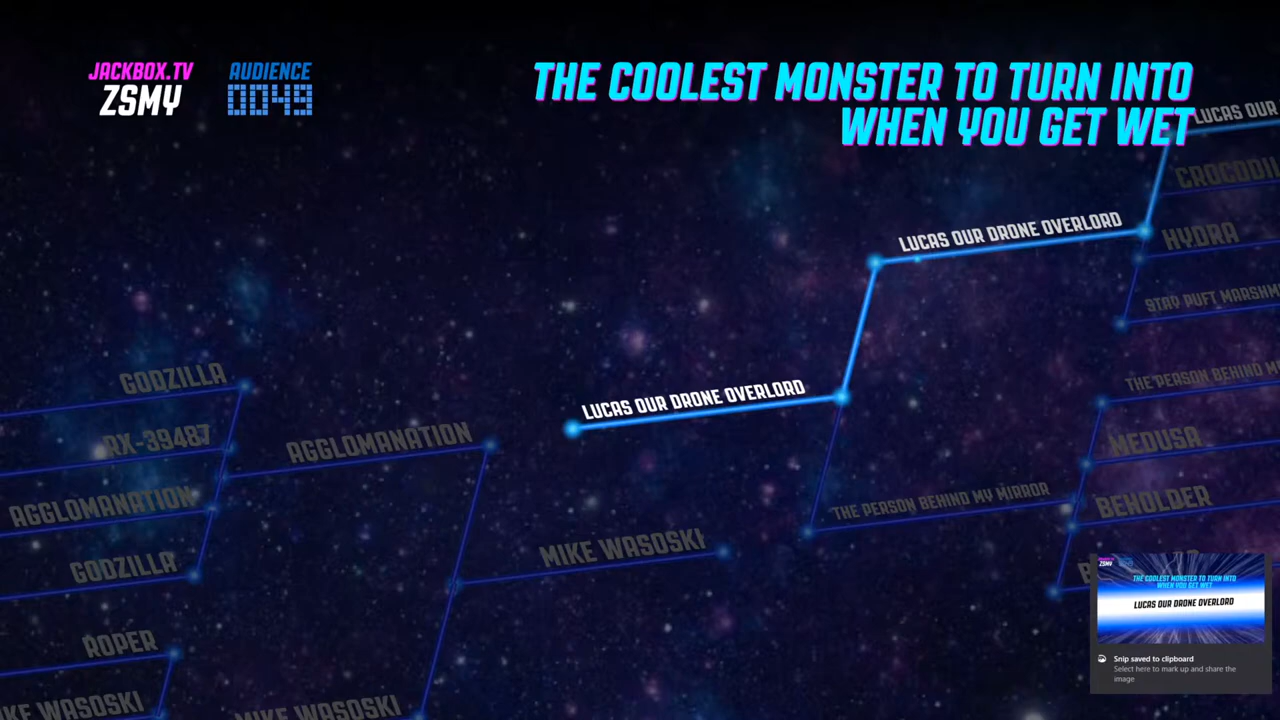 JACKBOX.TV
ZSMY
AUDIENCE
0049
THE COOLEST MONSTER TO TURN INTO
WHEN YOU GET WET
LUCAS OUR
CROCODIL
HYDRA
STAY PUFT MARSHM
LUCAS OUR DRONE OVERLORD
LUCAS OUR DRONE OVERLORD
THE PERSON BEHIND M
MEDUSA
BEHOLDER
THE PERSON BEHIND MY MIRROR
GODZILLA
RX-39487
AGGLOMANATION
GODZILLA
AGGLOMANATION
MIKE WASOSKI
ROPER
KE WASOSKI
MIKE WASOSKI
ZSMY
THE COOLEST MONSTER TO TURN INTO
WHEN YOU GET WET
LUCAS OUR DRONE OVERLORD
Snip saved to clipboard
Select here to mark up and share the
image